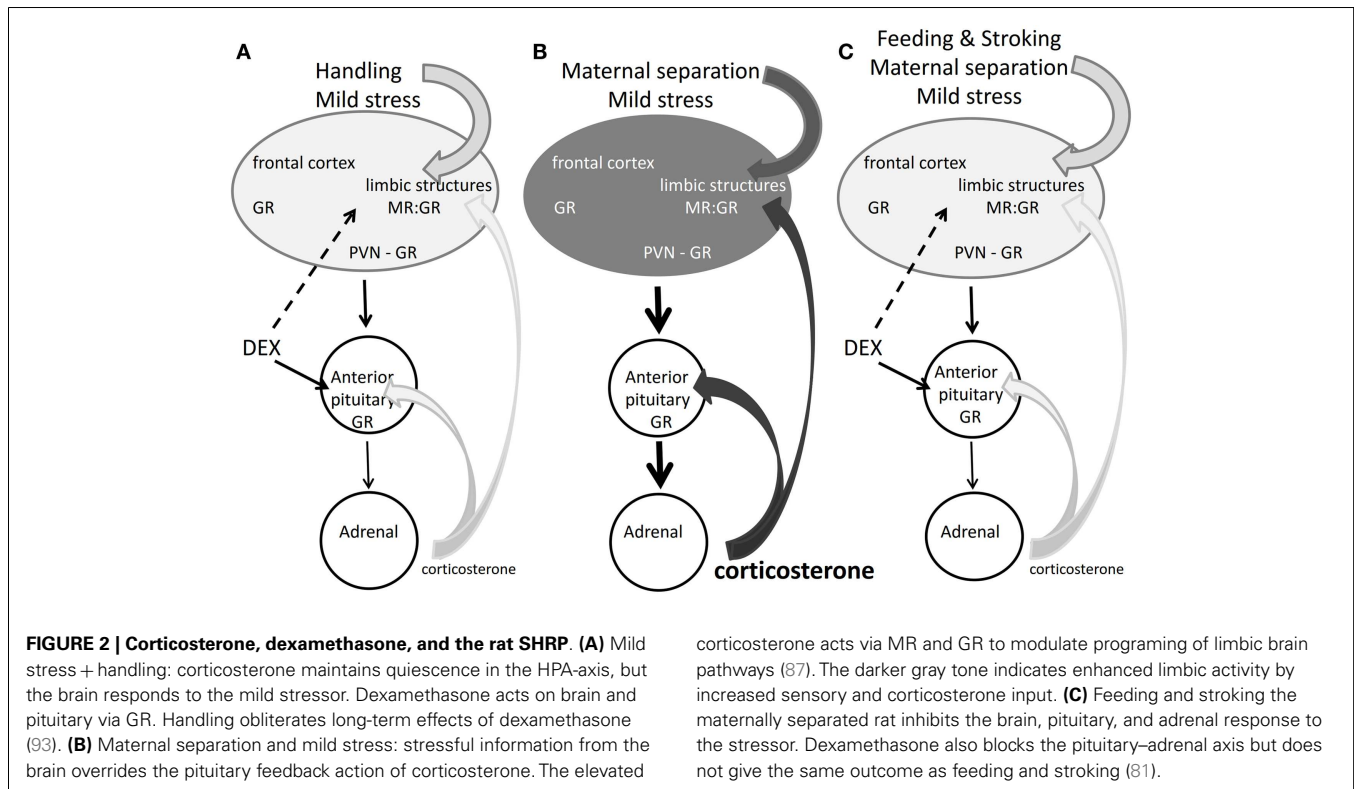 A
Handling
Mild stress
frontal cortex
limbic structures
GR
MR:GR
PVN - GR
DEX
Anterior
pituitary
GR
Adrenal
corticosterone
B
Maternal separation
Mild stress
frontal cortex
limbic structures
GR
MR:GR
PVN - GR
Anterior
pituitary
GR
Adrenal
corticosterone
C
Feeding & Stroking
Maternal separation
Mild stress
frontal cortex
limbic structures
GR
MR:GR
PVN - GR
DEX
Anterior
pituitary
GR
Adrenal
corticosterone
FIGURE 2 | Corticosterone, dexamethasone, and the rat SHRP. (A) Mild
stress + handling: corticosterone maintains quiescence in the HPA-axis, but
the brain responds to the mild stressor. Dexamethasone acts on brain and
pituitary via GR. Handling obliterates long-term effects of dexamethasone
(93). (B) Maternal separation and mild stress: stressful information from the
brain overrides the pituitary feedback action of corticosterone. The elevated
corticosterone acts via MR and GR to modulate programing of limbic brain
pathways (87). The darker gray tone indicates enhanced limbic activity by
increased sensory and corticosterone input. (C) Feeding and stroking the
maternally separated rat inhibits the brain, pituitary, and adrenal response to
the stressor. Dexamethasone also blocks the pituitary–adrenal axis but does
not give the same outcome as feeding and stroking (81).